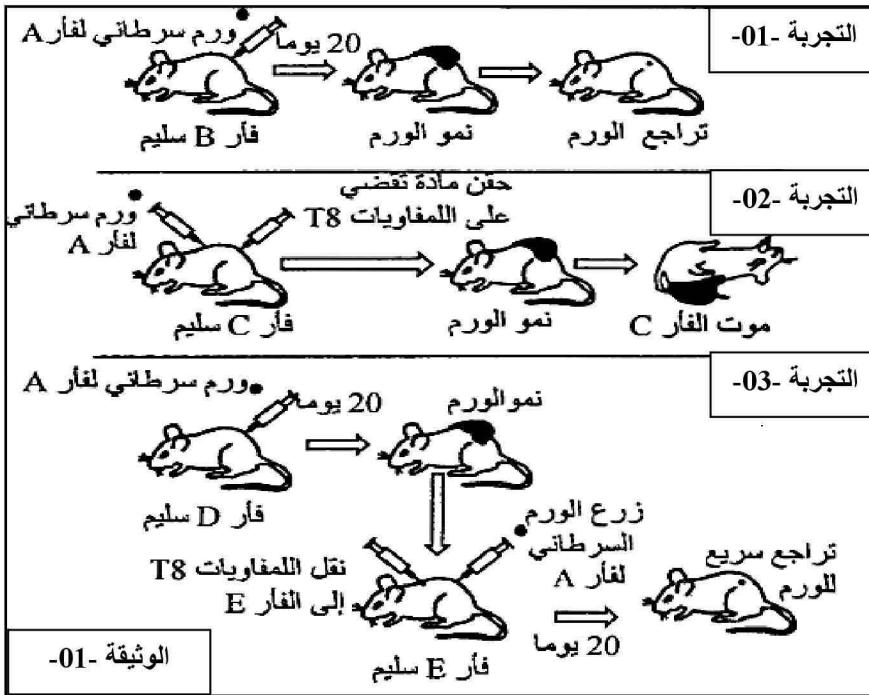 التجربة -01-
ورم سرطاني لفأر A
20 يوما
فأر B سليم
نمو الورم
تراجع الورم
التجربة -02-
ورم سرطاني
لفأر A
حقن مادة تقضي
على اللمفاويات T8
فأر C سليم
نمو الورم
موت الفأر C
التجربة -03-
ورم سرطاني لفأر A
20 يوما
نمو الورم
فأر D سليم
زرع الورم
السرطاني
لفأر A
نقل اللمفاويات T8
إلى الفأر E
فأر E سليم
20 يوما
تراجع سريع
للورم
الوثيقة -01-